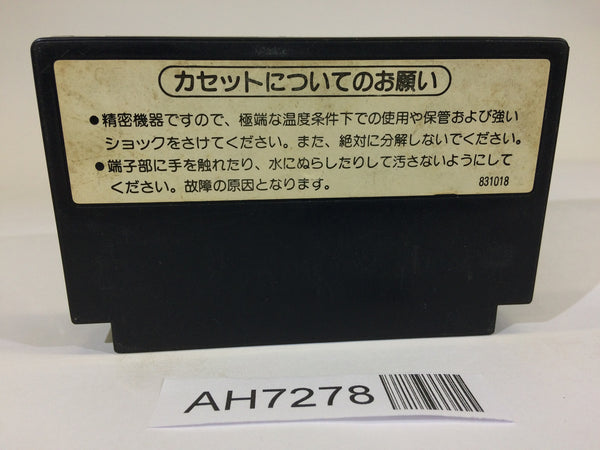 カセットについてのお願い
●精密機器ですので、極端な温度条件下での使用や保管および強い
ショックをさけてください。また、絶対に分解しないでください。
●端子部に手を触れたり、水にぬらしたりして汚さないようにして
ください。故障の原因となります。
831018
AH7278